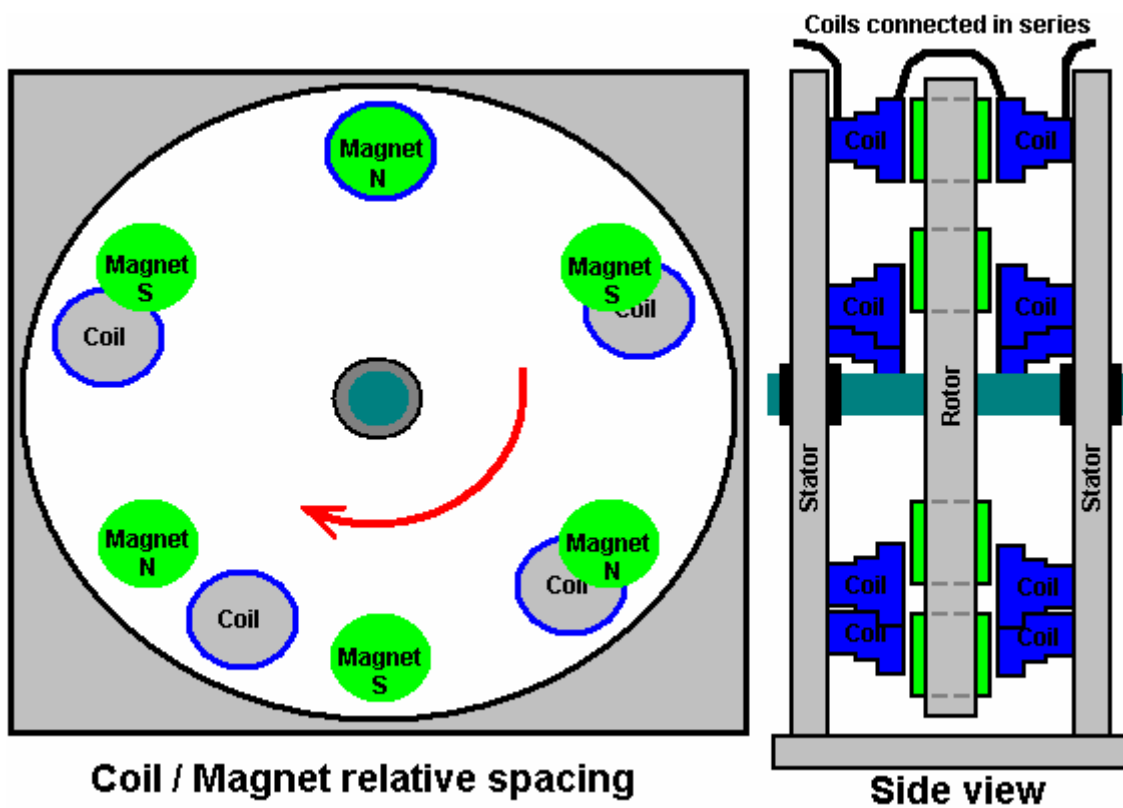 Coils connected in series
Magnet
N
Magnet
S
Coil
Magnet
S
Coil
Magnet
N
Coil
Magnet
S
Magnet
N
Coil
Coil / Magnet relative spacing
Coil
Coil
Coil
Coil
Rotor
Stator
Stator
Coil
Coil
Coil
Coil
Side view